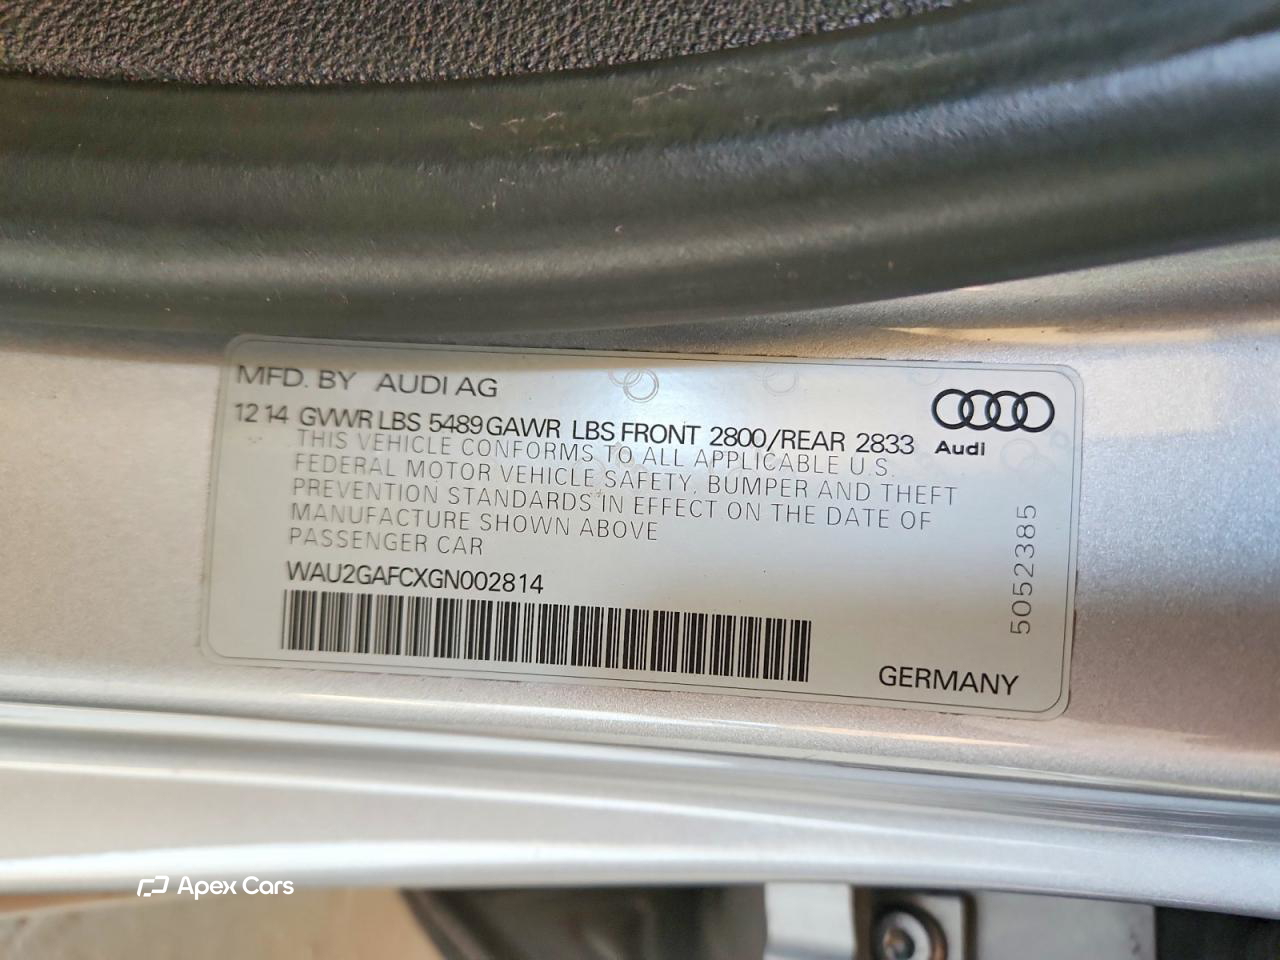 MFD. BY AUDI AG
12 14 GVWR LBS 5489 GAWR LBS FRONT 2800/REAR 2833
Audi
THIS VEHICLE CONFORMS TO ALL APPLICABLE U.S.
FEDERAL MOTOR VEHICLE SAFETY, BUMPER AND THEFT
PREVENTION STANDARDS IN EFFECT ON THE DATE OF
MANUFACTURE SHOWN ABOVE
PASSENGER CAR
WAU2GAFCXGN002814
5052385
GERMANY
Apex Cars